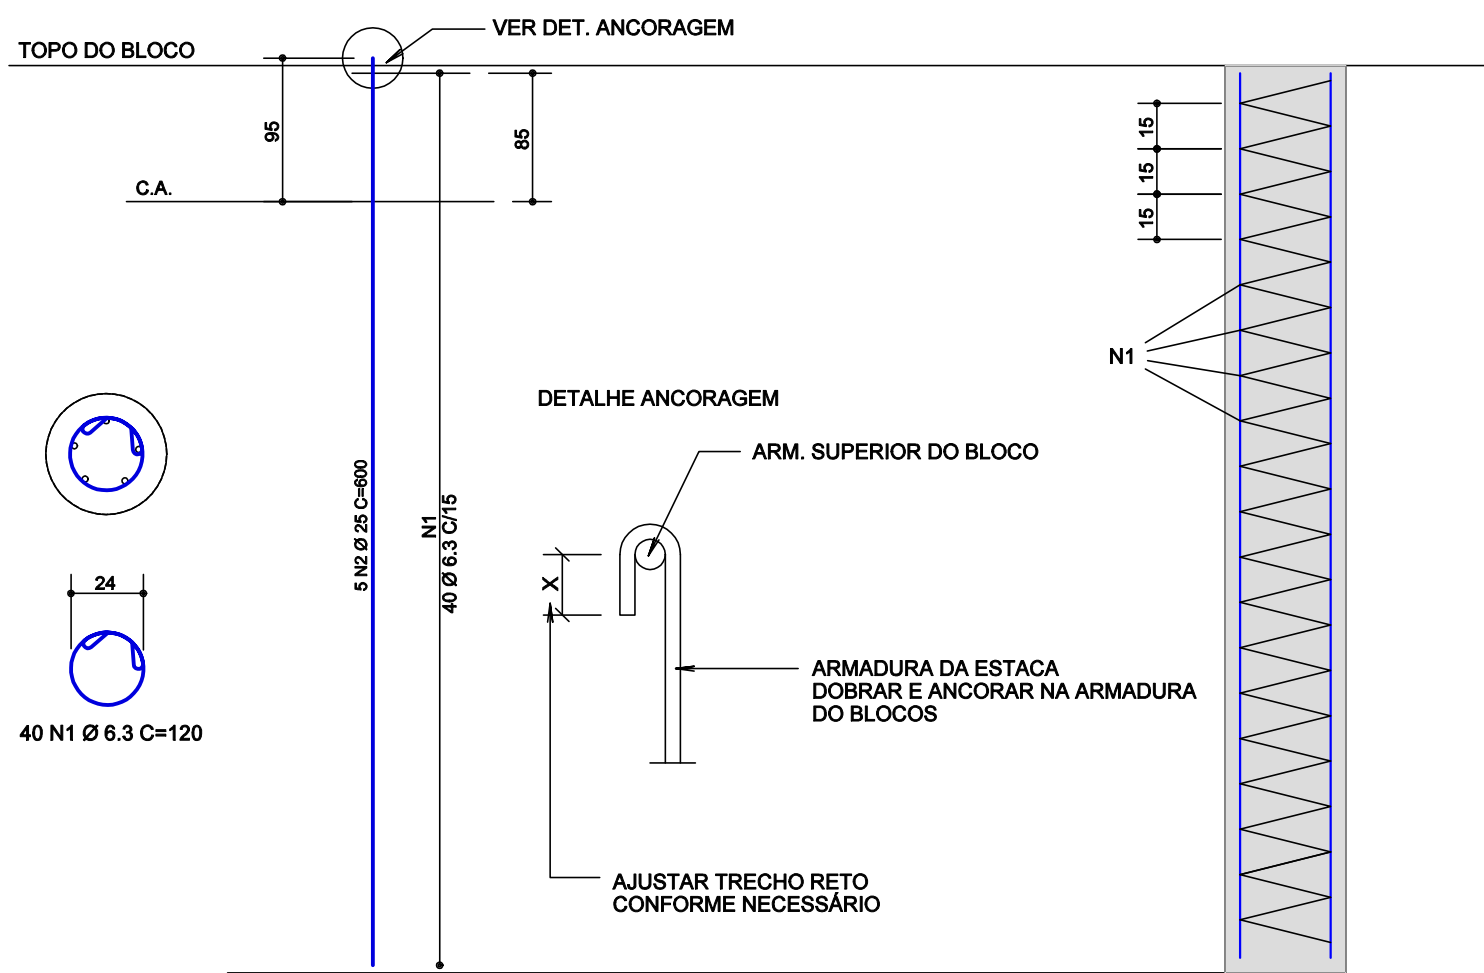 VER DET. ANCORAGEM
TOPO DO BLOCO
95
85
C.A.
15
15
15
N1
DETALHE ANCORAGEM
ARM. SUPERIOR DO BLOCO
5 N2 Ø 25 C=600
N1
40 Ø 6.3 C/15
24
X
40 N1 Ø 6.3 C=120
ARMADURA DA ESTACA
DOBRAR E ANCORAR NA ARMADURA
DO BLOCOS
AJUSTAR TRECHO RETO
CONFORME NECESSÁRIO